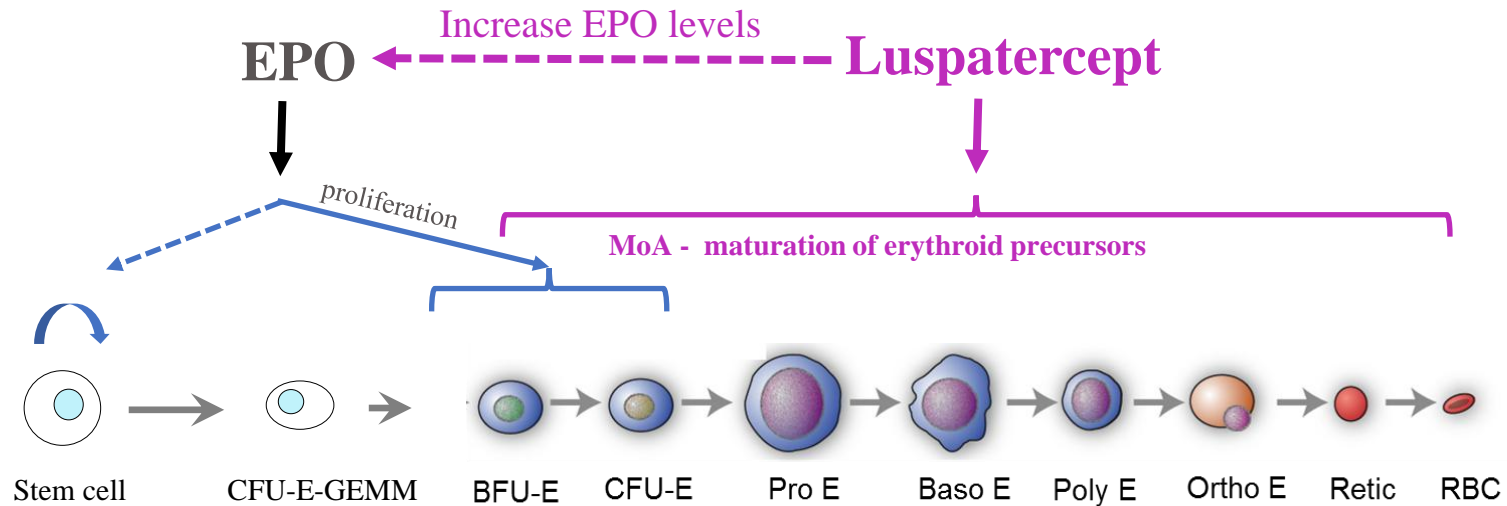 Increase EPO levels
EPO
Luspatercept
proliferation
MoA - maturation of erythroid precursors
Stem cell
CFU-E-GEMM
BFU-E
CFU-E
Pro E
Baso E
Poly E
Ortho E
Retic
RBC